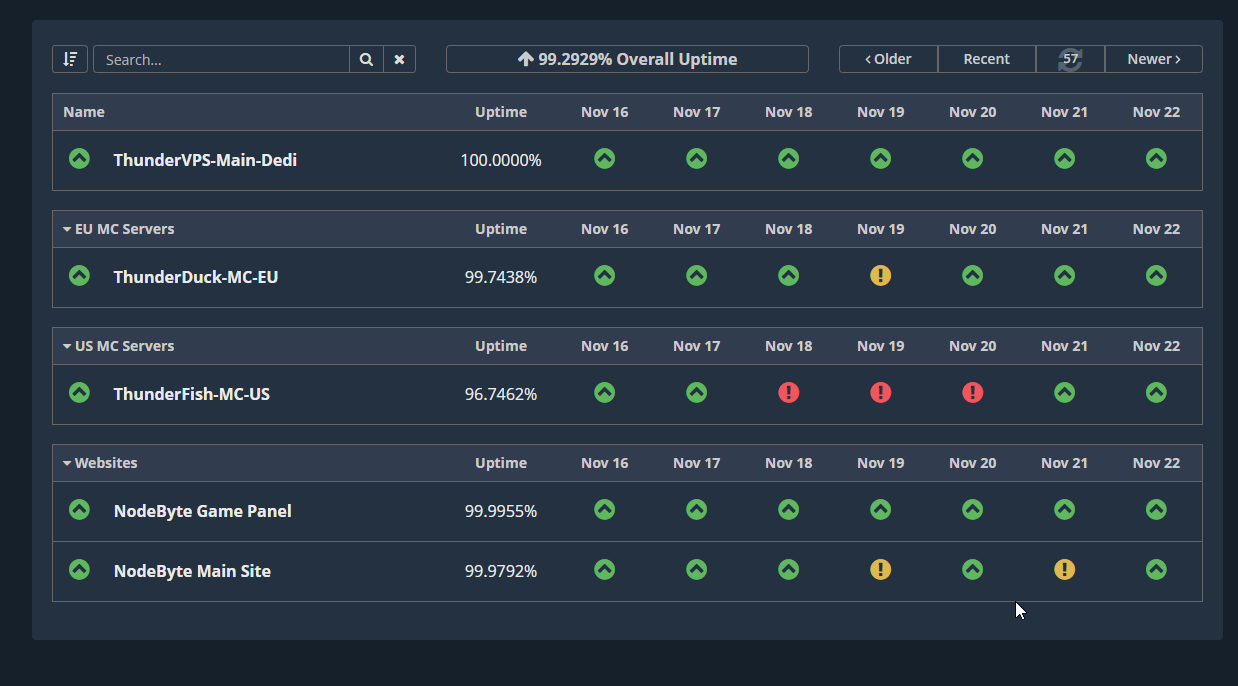 Search...
99.2929% Overall Uptime
Older Recent 57 Newer
Name Uptime Nov 16 Nov 17 Nov 18 Nov 19 Nov 20 Nov 21 Nov 22
ThunderVPS-Main-Dedi 100.0000%
EU MC Servers Uptime Nov 16 Nov 17 Nov 18 Nov 19 Nov 20 Nov 21 Nov 22
ThunderDuck-MC-EU 99.7438%
US MC Servers Uptime Nov 16 Nov 17 Nov 18 Nov 19 Nov 20 Nov 21 Nov 22
ThunderFish-MC-US 96.7462%
Websites Uptime Nov 16 Nov 17 Nov 18 Nov 19 Nov 20 Nov 21 Nov 22
NodeByte Game Panel 99.9955%
NodeByte Main Site 99.9792%